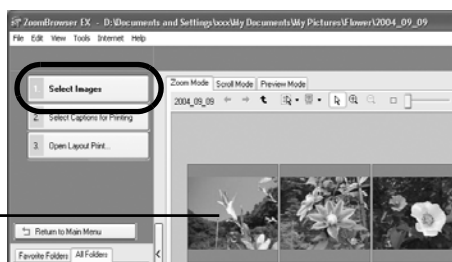 ZoomBrowser EX - D:\Documents and Settings\xxx\My Documents\My Pictures\Flower\2004_09_09
File Edit View Tools Internet Help
1. Select Images
2. Select Captions for Printing
3. Open Layout Print...
Zoom Mode Scroll Mode Preview Mode
2004_09_09
Return to Main Menu
Favorite Folders All Folders